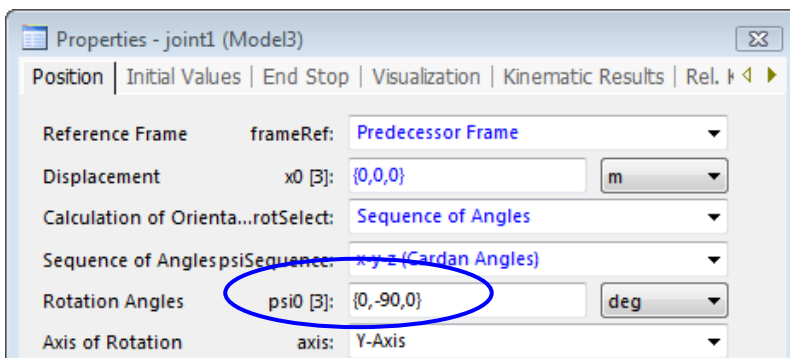 Properties - joint1 (Model3)
Position | Initial Values | End Stop | Visualization | Kinematic Results | Rel. K
Reference Frame frameRef: Predecessor Frame
Displacement x0 [3]: {0,0,0} m
Calculation of Orienta...rotSelect: Sequence of Angles
Sequence of AnglespsiSequence: x-y-z (Cardan Angles)
Rotation Angles psi0 [3]: {0,-90,0} deg
Axis of Rotation axis: Y-Axis